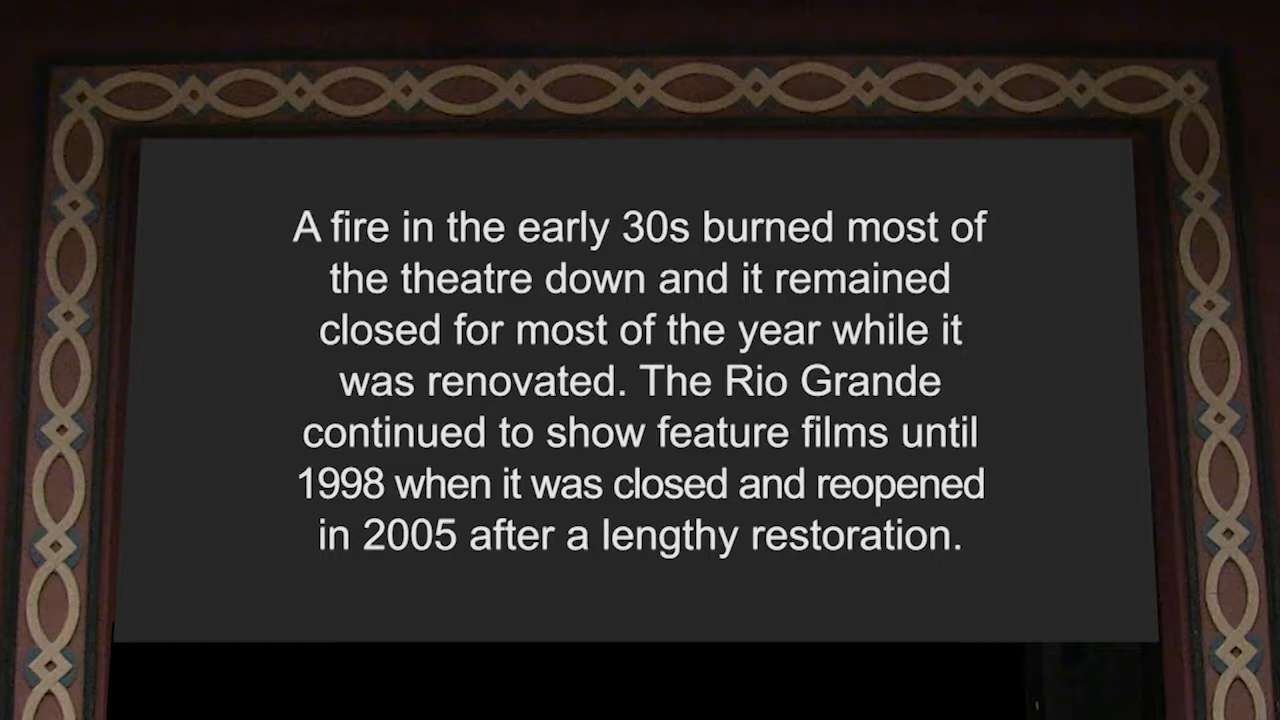 A fire in the early 30s burned most of
the theatre down and it remained
closed for most of the year while it
was renovated. The Rio Grande
continued to show feature films until
1998 when it was closed and reopened
in 2005 after a lengthy restoration.